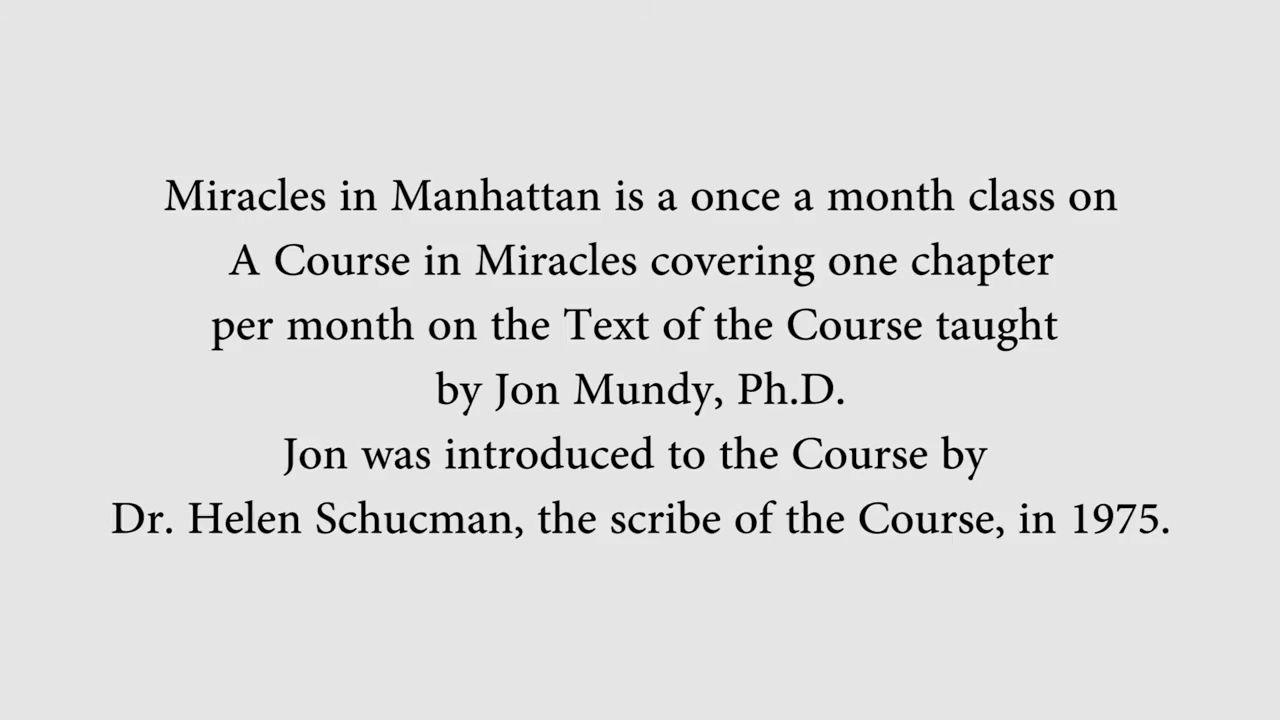 Miracles in Manhattan is a once a month class on
A Course in Miracles covering one chapter
per month on the Text of the Course taught
by Jon Mundy, Ph.D.
Jon was introduced to the Course by
Dr. Helen Schucman, the scribe of the Course, in 1975.